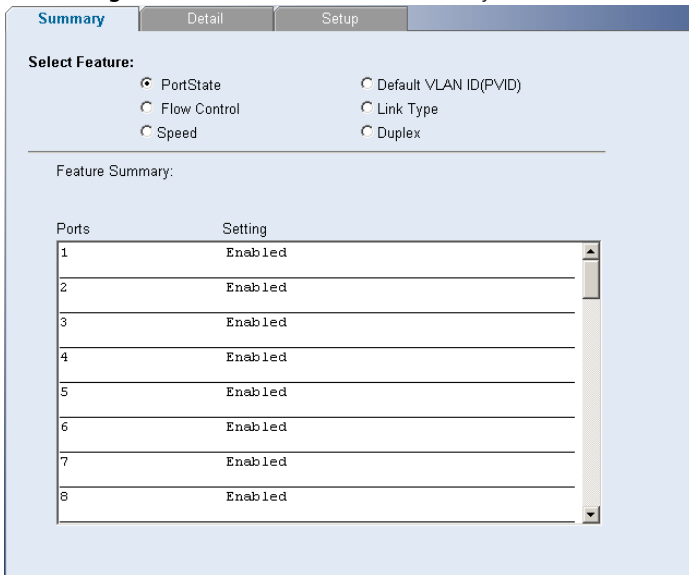 Summary Detail Setup
Select Feature:
PortState Default VLAN ID(PVID)
Flow Control Link Type
Speed Duplex
Feature Summary:
Ports Setting
1 Enabled
2 Enabled
3 Enabled
4 Enabled
5 Enabled
6 Enabled
7 Enabled
8 Enabled